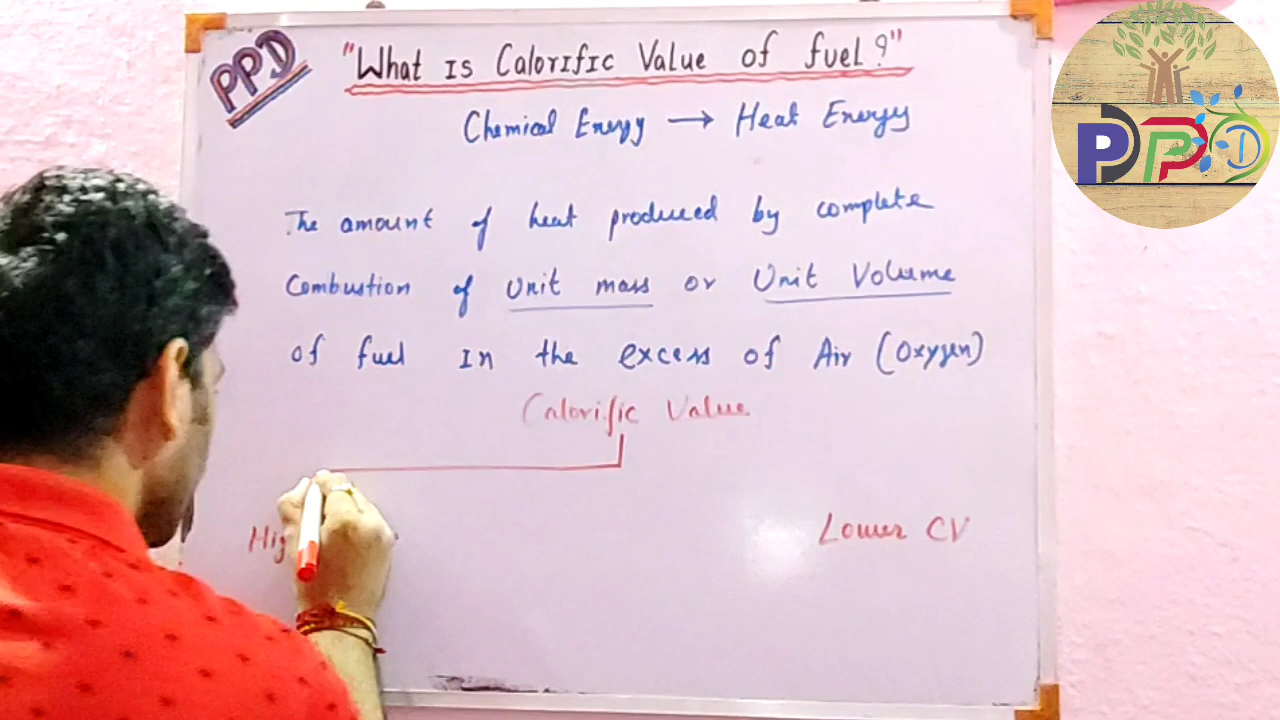 PPD
"What Is Calorific Value of fuel?"
Chemical Energy → Heat Energy
The amount of heat produced by complete
Combustion of Unit mass or Unit Volume
of fuel In the excess of Air (Oxygen)
Calorific Value
Lower CV
PPD